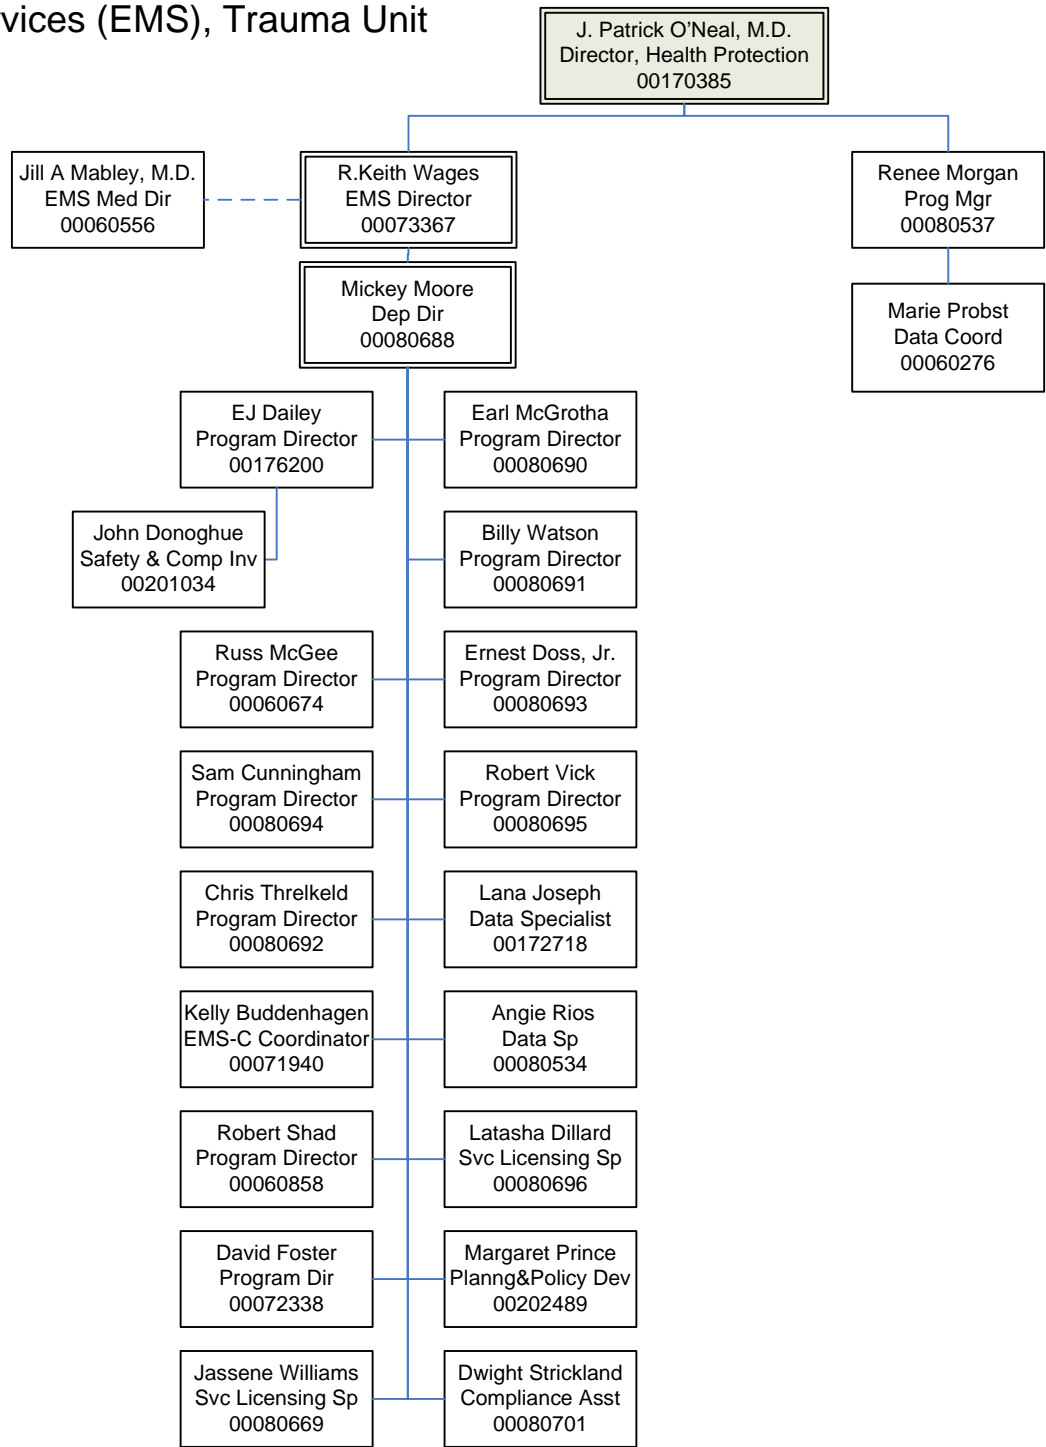 vices (EMS), Trauma Unit
J. Patrick O’Neal, M.D.
Director, Health Protection
00170385
Jill A Mabley, M.D.
EMS Med Dir
00060556
R.Keith Wages
EMS Director
00073367
Renee Morgan
Prog Mgr
00080537
Mickey Moore
Dep Dir
00080688
Marie Probst
Data Coord
00060276
EJ Dailey
Program Director
00176200
Earl McGrotha
Program Director
00080690
John Donoghue
Safety & Comp Inv
00201034
Billy Watson
Program Director
00080691
Russ McGee
Program Director
00060674
Ernest Doss, Jr.
Program Director
00080693
Sam Cunningham
Program Director
00080694
Robert Vick
Program Director
00080695
Chris Threlkeld
Program Director
00080692
Lana Joseph
Data Specialist
00172718
Kelly Buddenhagen
EMS-C Coordinator
00071940
Angie Rios
Data Sp
00080534
Robert Shad
Program Director
00060858
Latasha Dillard
Svc Licensing Sp
00080696
David Foster
Program Dir
00072338
Margaret Prince
Planng&Policy Dev
00202489
Jassene Williams
Svc Licensing Sp
00080669
Dwight Strickland
Compliance Asst
00080701